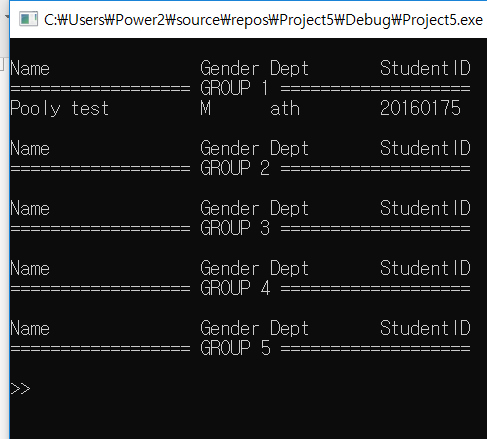 C:₩Users₩Power2₩source₩repos₩Project5₩Debug₩Project5.exe
Name Gender Dept StudentID
================== GROUP 1 ===================
Pooly test M ath 20160175
Name Gender Dept StudentID
================== GROUP 2 ===================
Name Gender Dept StudentID
================== GROUP 3 ===================
Name Gender Dept StudentID
================== GROUP 4 ===================
Name Gender Dept StudentID
================== GROUP 5 ===================
>>